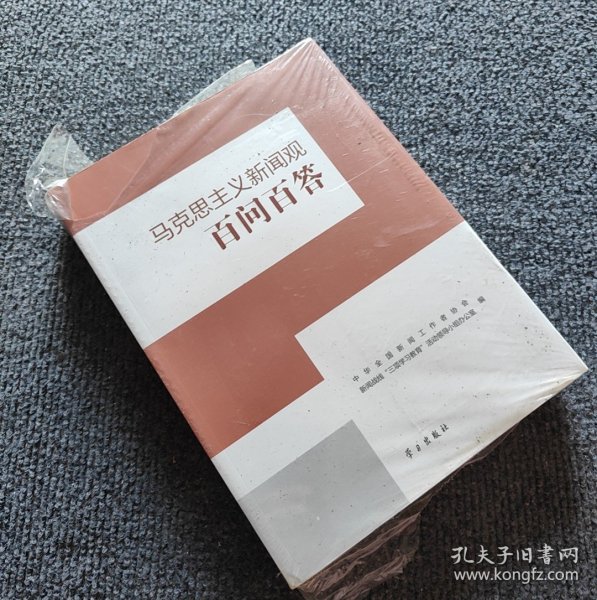 马克思主义新闻观
百问百答
中华全国新闻工作者协会
新闻战线“三项学习教育”活动领导小组办公室 编
学习出版社
孔夫子旧书网
www.kongfz.com